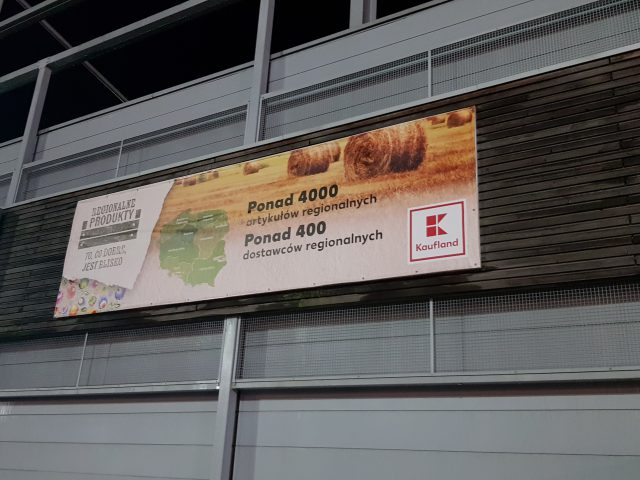 REGIONALNE
PRODUKTY
TO, CO DOBRE,
JEST BLISKO
Ponad 4000
artykułów regionalnych
Ponad 400
dostawców regionalnych
Kaufland